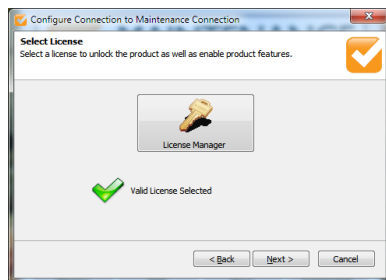 Configure Connection to Maintenance Connection
Select License
Select a license to unlock the product as well as enable product features.
License Manager
Valid License Selected
< Back
Next >
Cancel